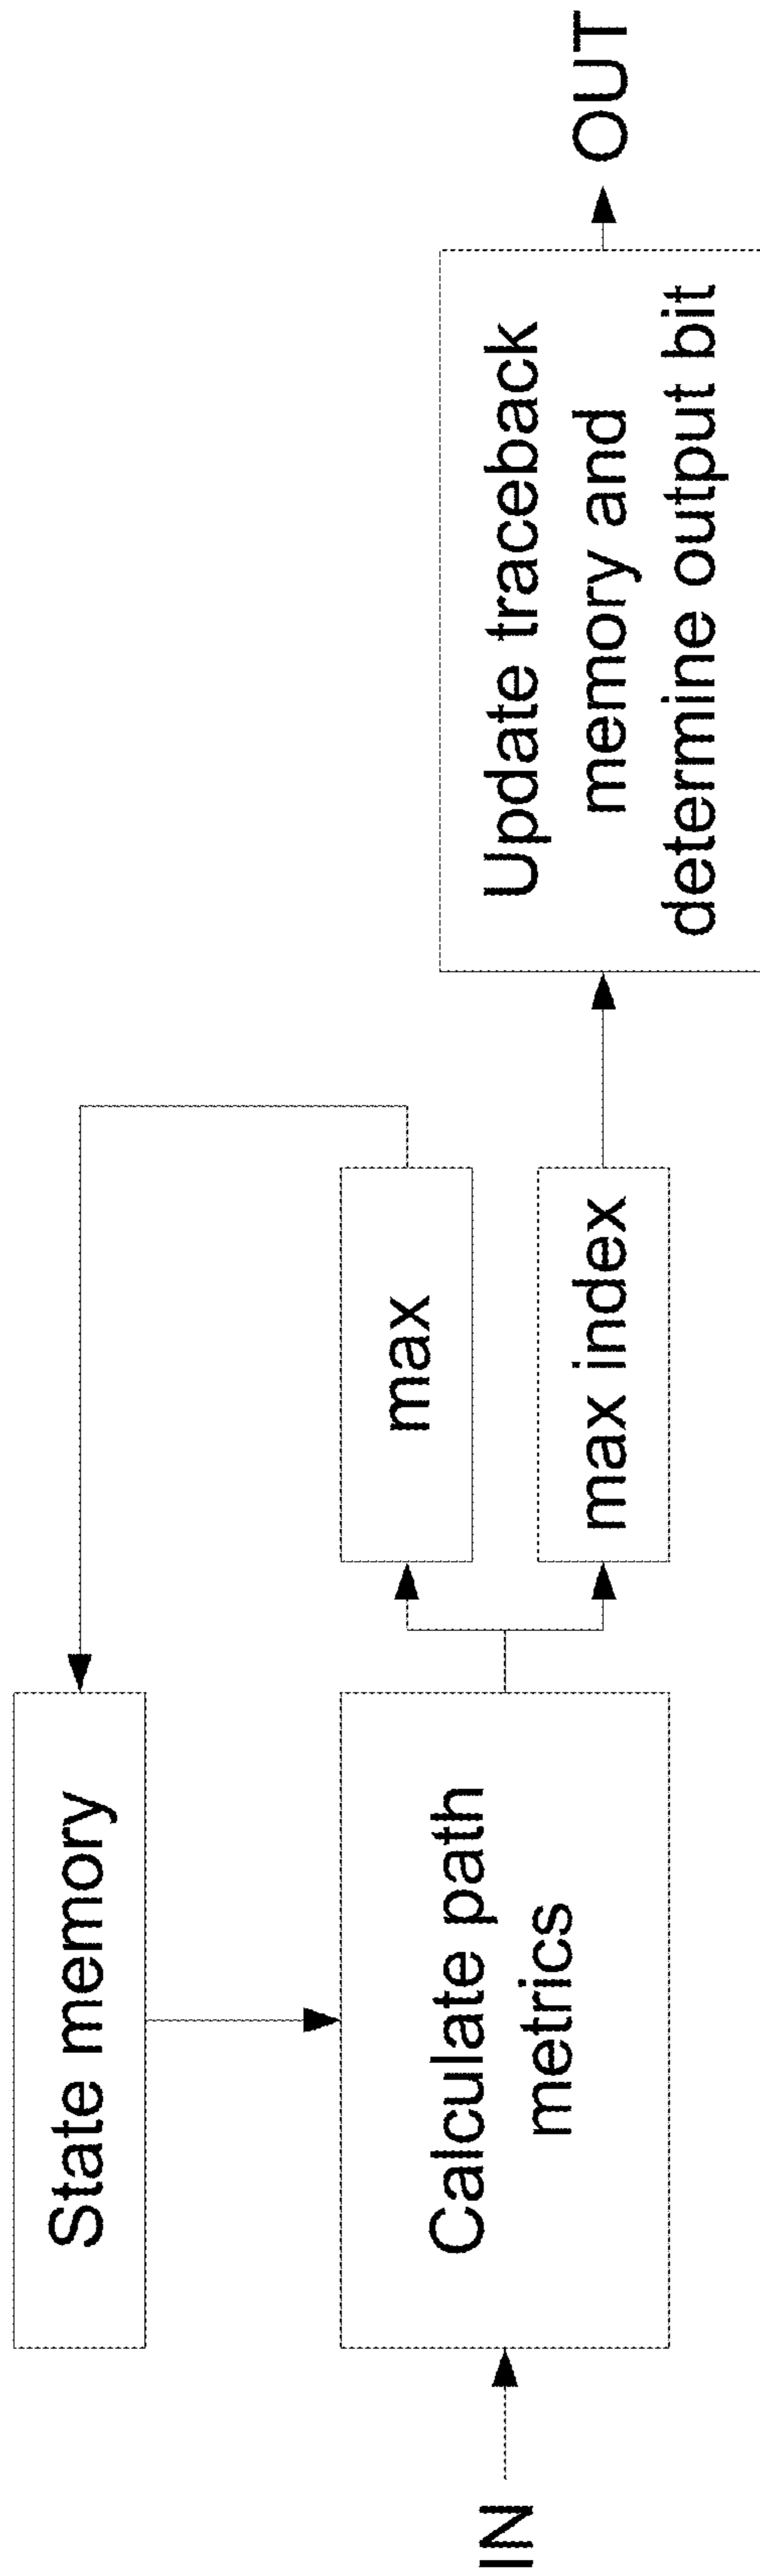 State memory
IN
Calculate path
metrics
max
max index
Update traceback
memory and
determine output bit
OUT